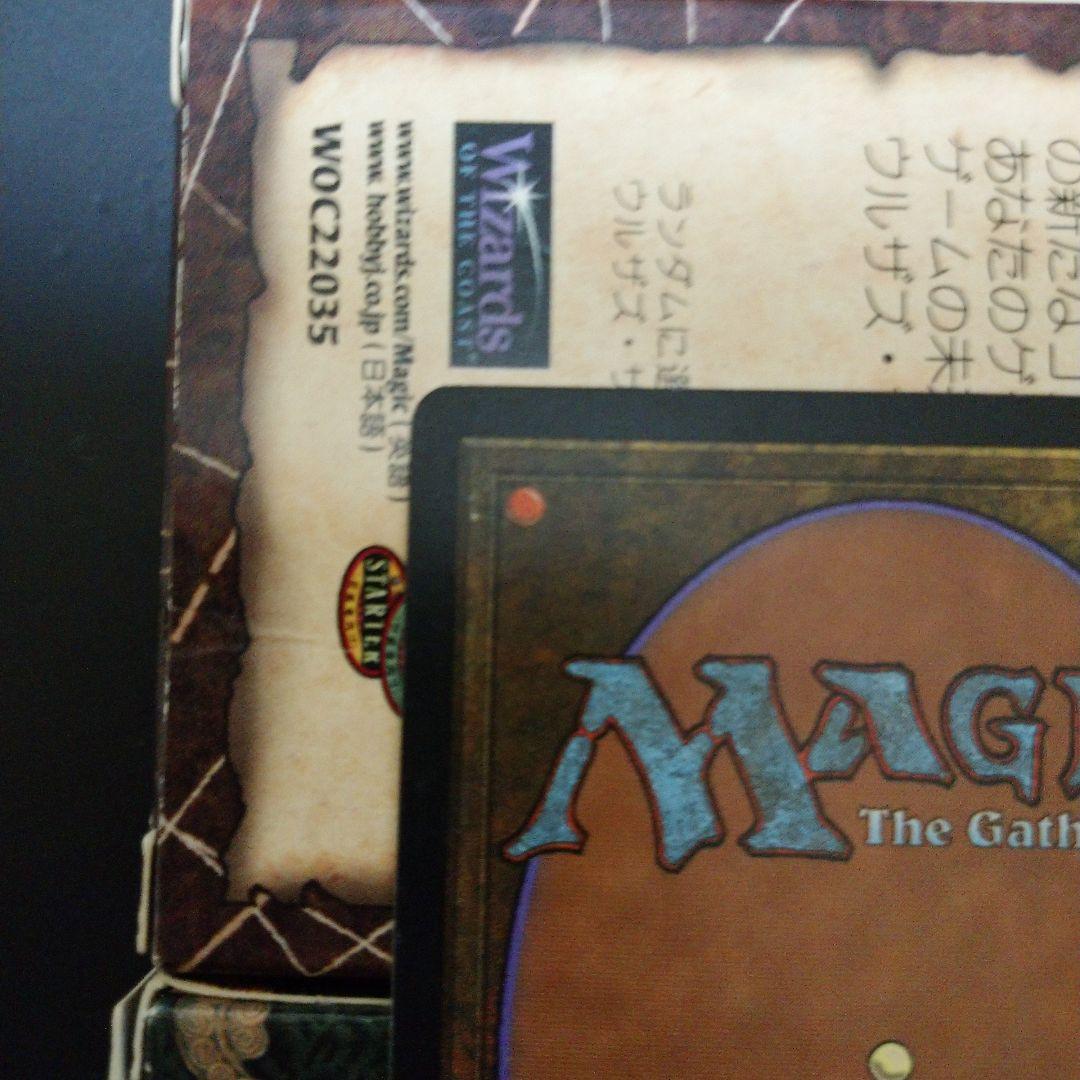 の新たなコ
あなたのゲ
ゲームの未
ウルザズ・
ランダムに選
ウルザズ・サ
Wizards
OF THE COAST®
www.wizards.com/Magic (英語)
www.hobbyj.co.jp (日本語)
WOC22035
STARTER
MAGI
The Gath